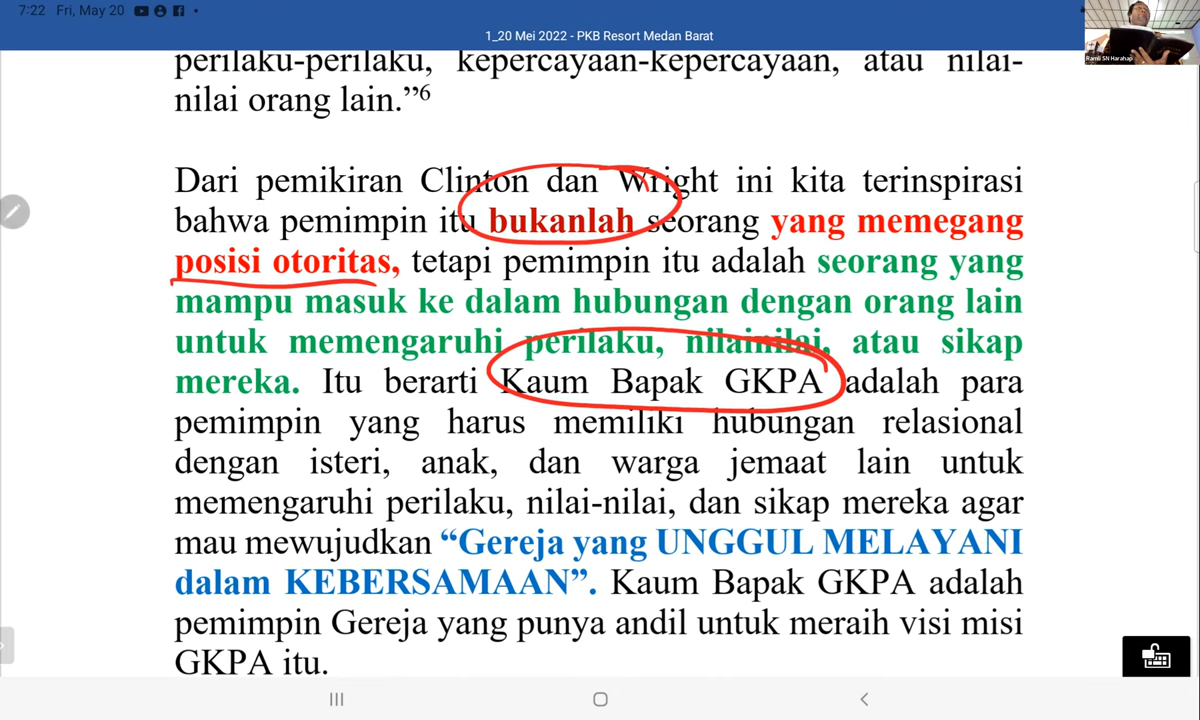 7:22 Fri, May 20
1_20 Mei 2022 - PKB Resort Medan Barat
Ramli SN Harahap
perilaku-perilaku, kepercayaan-kepercayaan, atau nilai-
nilai orang lain.”⁶
Dari pemikiran Clinton dan Wright ini kita terinspirasi
bahwa pemimpin itu bukanlah seorang yang memegang
posisi otoritas, tetapi pemimpin itu adalah seorang yang
mampu masuk ke dalam hubungan dengan orang lain
untuk memengaruhi perilaku, nilainilai, atau sikap
mereka. Itu berarti Kaum Bapak GKPA adalah para
pemimpin yang harus memiliki hubungan relasional
dengan isteri, anak, dan warga jemaat lain untuk
memengaruhi perilaku, nilai-nilai, dan sikap mereka agar
mau mewujudkan “Gereja yang UNGGUL MELAYANI
dalam KEBERSAMAAN”. Kaum Bapak GKPA adalah
pemimpin Gereja yang punya andil untuk meraih visi misi
GKPA itu.